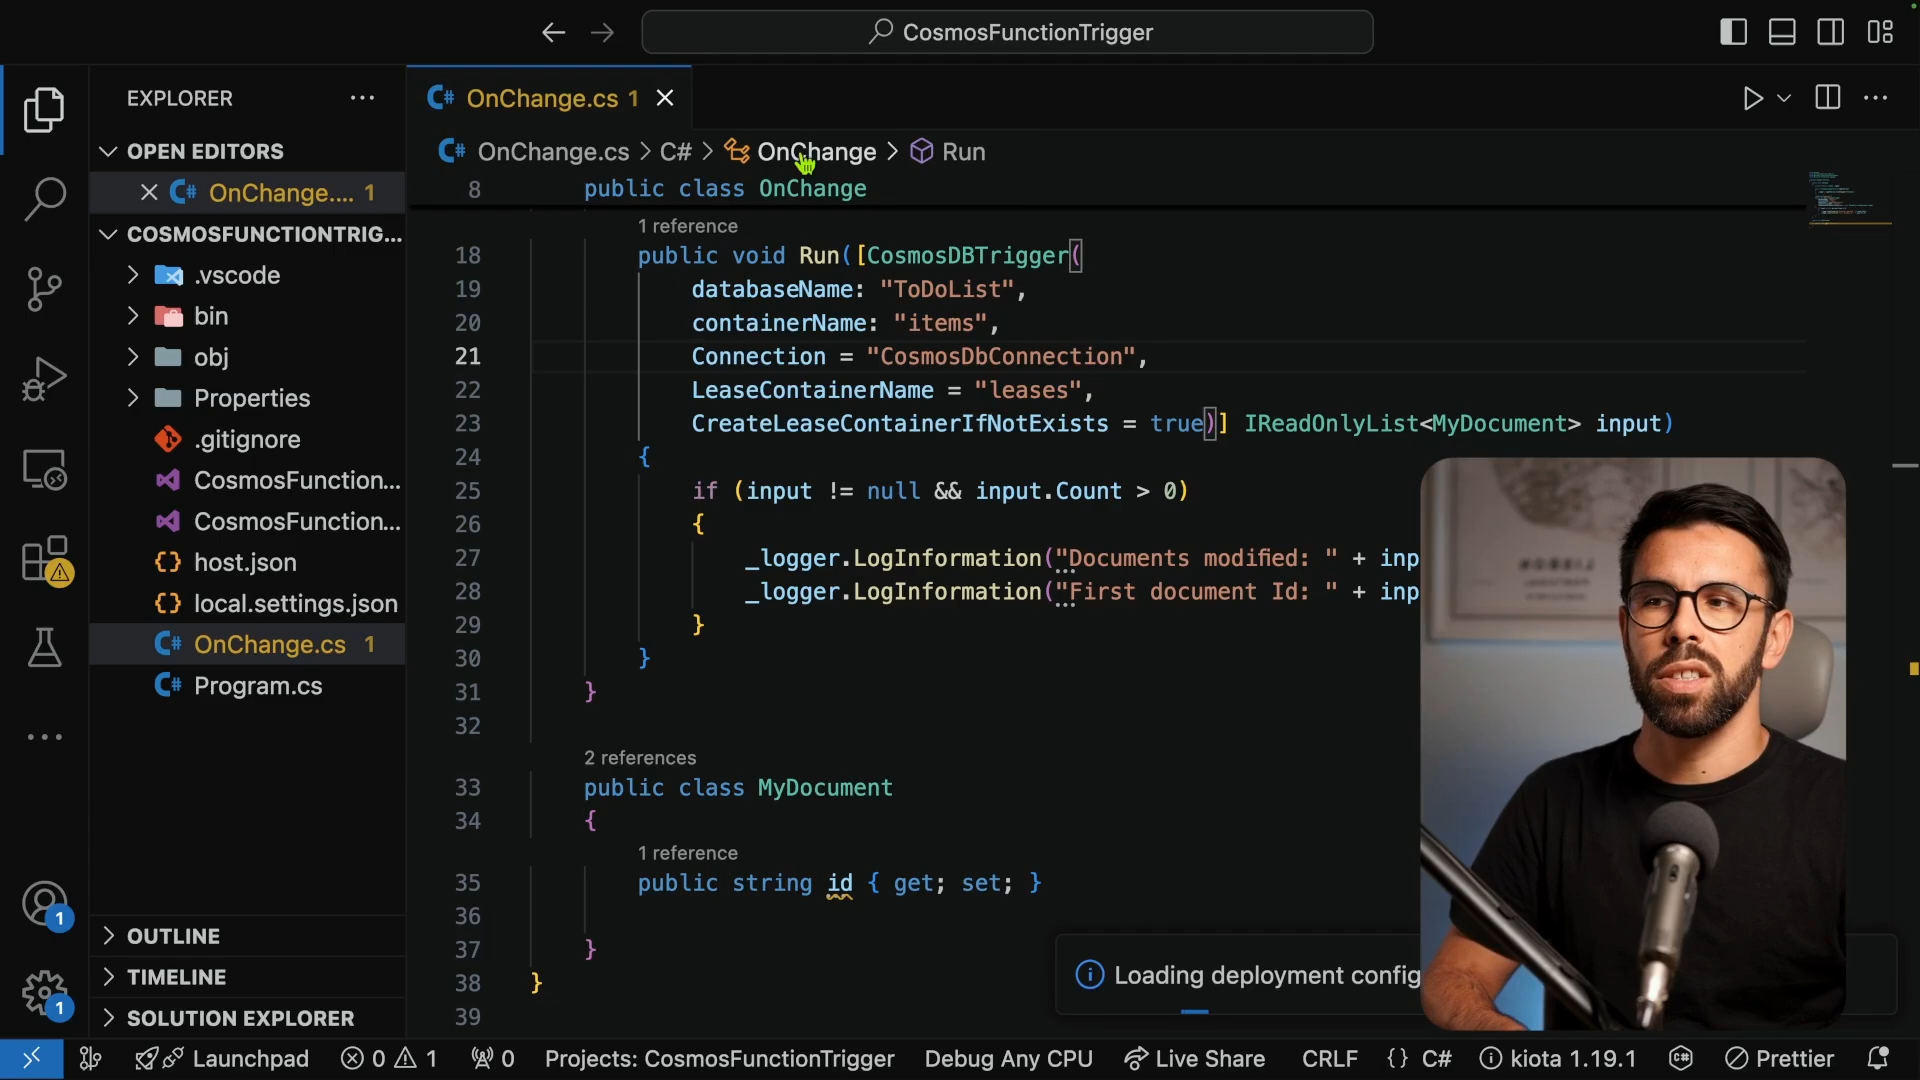 CosmosFunctionTrigger
EXPLORER
OnChange.cs 1
OPEN EDITORS
OnChange.... 1
COSMOSFUNCTIONTRIG...
.vscode
bin
obj
Properties
.gitignore
CosmosFunction...
CosmosFunction...
host.json
local.settings.json
OnChange.cs 1
Program.cs
OUTLINE
TIMELINE
SOLUTION EXPLORER
OnChange.cs > C# > OnChange > Run
8 public class OnChange
1 reference
18 public void Run([CosmosDBTrigger(
19 databaseName: "ToDoList",
20 containerName: "items",
21 Connection = "CosmosDbConnection",
22 LeaseContainerName = "leases",
23 CreateLeaseContainerIfNotExists = true)] IReadOnlyList<MyDocument> input)
24 {
25 if (input != null && input.Count > 0)
26 {
27 _logger.LogInformation("Documents modified: " + inp
28 _logger.LogInformation("First document Id: " + inp
29 }
30 }
31 }
32
2 references
33 public class MyDocument
34 {
1 reference
35 public string id { get; set; }
36
37 }
38 }
39
Loading deployment config
1
1
Launchpad 0 1 0 Projects: CosmosFunctionTrigger Debug Any CPU Live Share CRLF {} C# kiota 1.19.1 Prettier